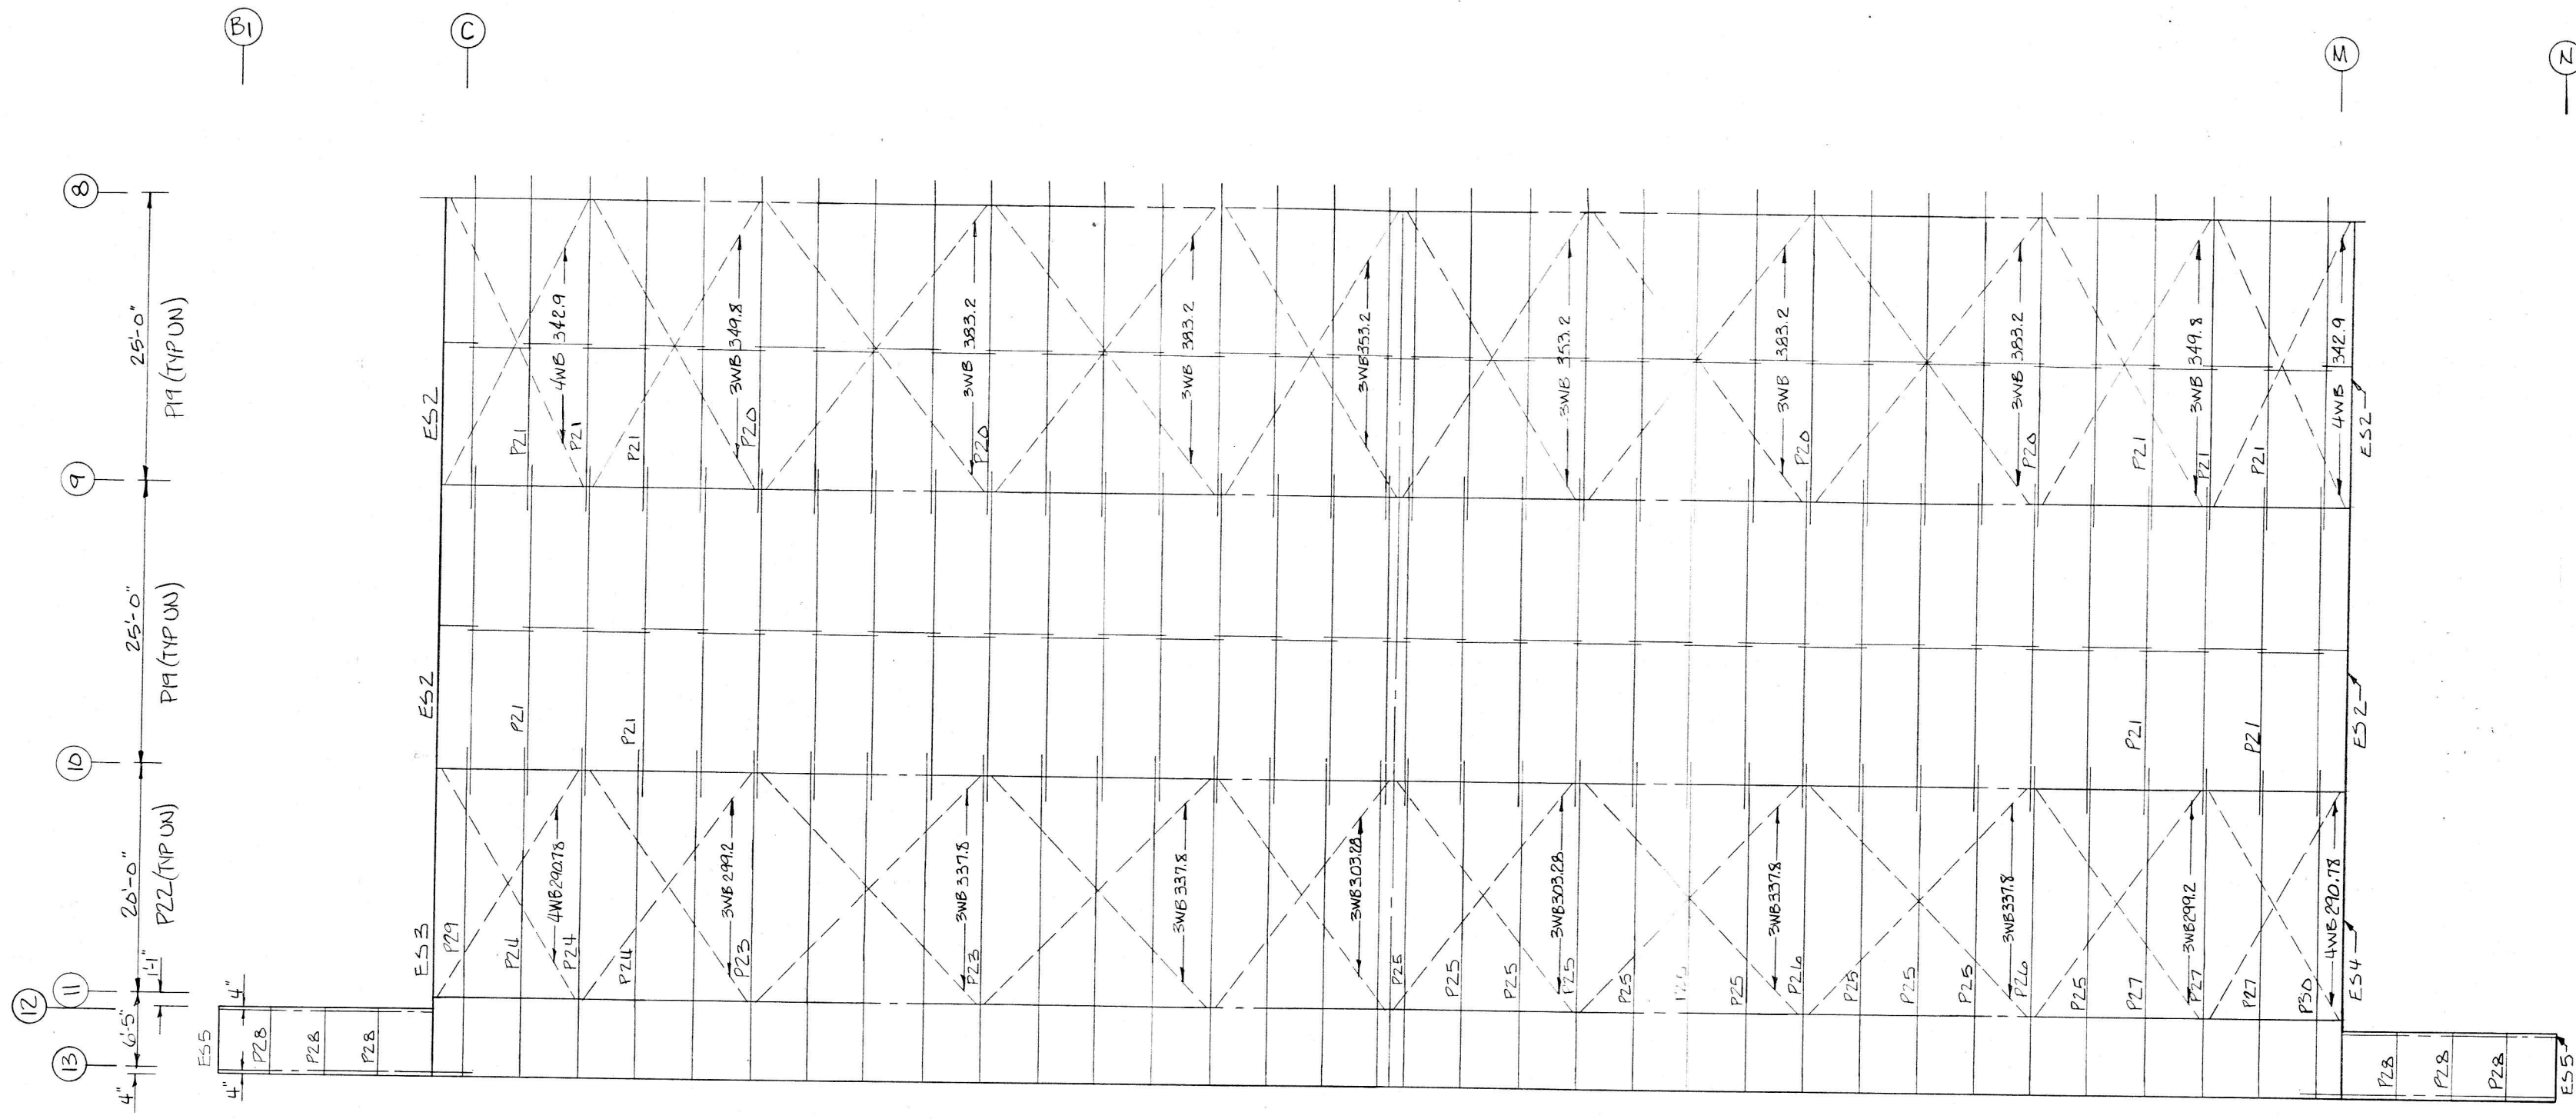 B1
C
M
N
8
25'-0"
P19 (TYP UN)
9
25'-0"
P19 (TYP UN)
10
20'-0"
P22 (TYP UN)
1'-1"
11
12
6'-5"
13
4"
4"
4"
ES2
4WB 342.9
3WB 349.8
3WB 383.2
3WB 383.2
3WB 353.2
3WB 353.2
3WB 383.2
3WB 383.2
3WB 349.8
4WB 342.9
P21
P21
P21
P20
P20
P20
P20
P21
P21
P21
ES2
ES2
P21
P21
P21
P21
ES2
ES3
P29
4WB 290.78
3WB 299.2
3WB 337.8
3WB 337.8
3WB 303.28
3WB 303.28
3WB 337.8
3WB 337.8
3WB 299.2
4WB 290.78
P24
P24
P24
P23
P23
P25
P25
P25
P25
P25
P25
P26
P25
P25
P25
P26
P25
P27
P27
P27
P30
ES4
ES5
P28
P28
P28
P28
P28
P28
ES5